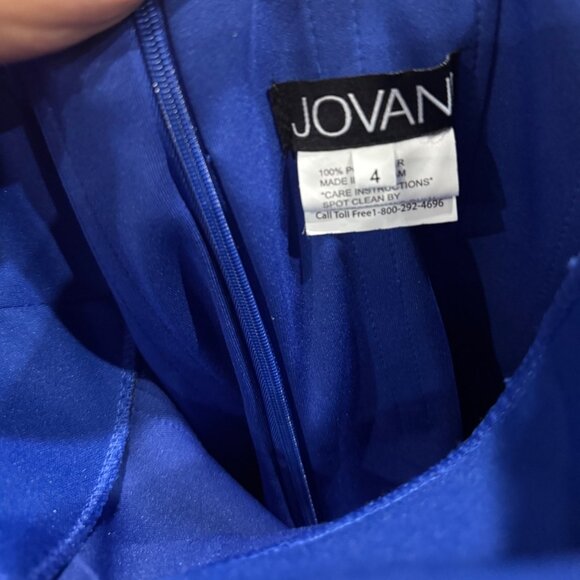 JOVAN
100%
4
MADE
"CARE INSTRUCTIONS"
SPOT CLEAN BY
Call Toll Free1-800-292-4696